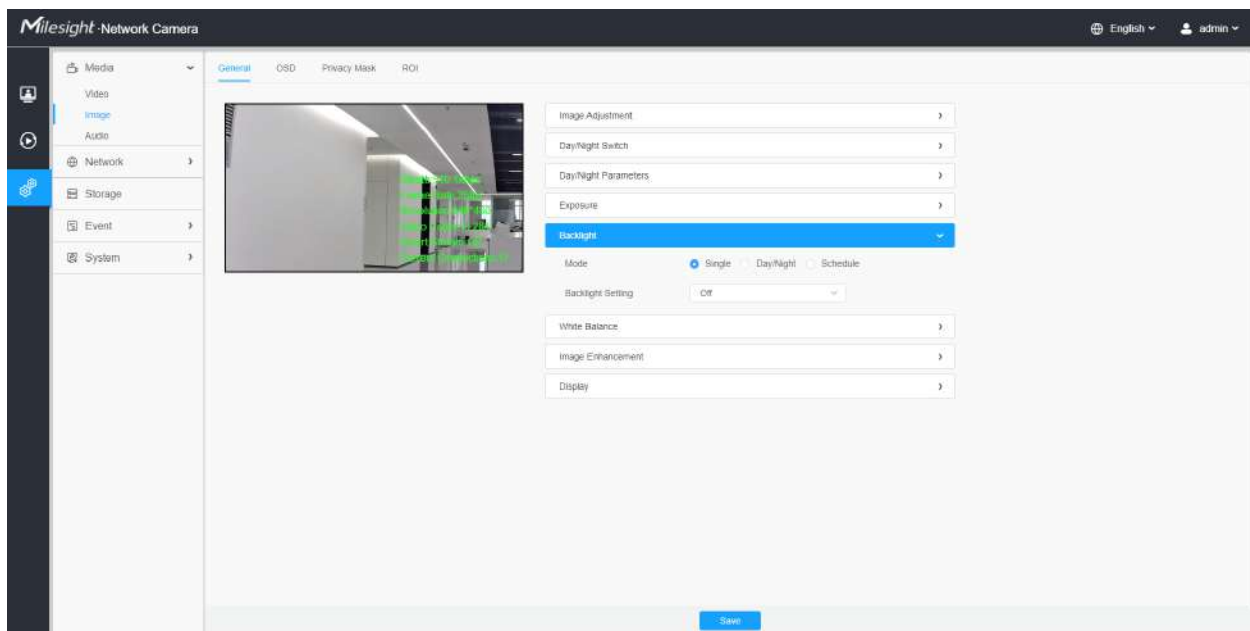 Milesight ·Network Camera
English
admin
Media
Video
Image
Audio
Network
Storage
Event
System
General OSD Privacy Mask ROI
Image Adjustment
Day/Night Switch
Day/Night Parameters
Exposure
Backlight
Mode Single Day/Night Schedule
Backlight Setting Off
White Balance
Image Enhancement
Display
Save